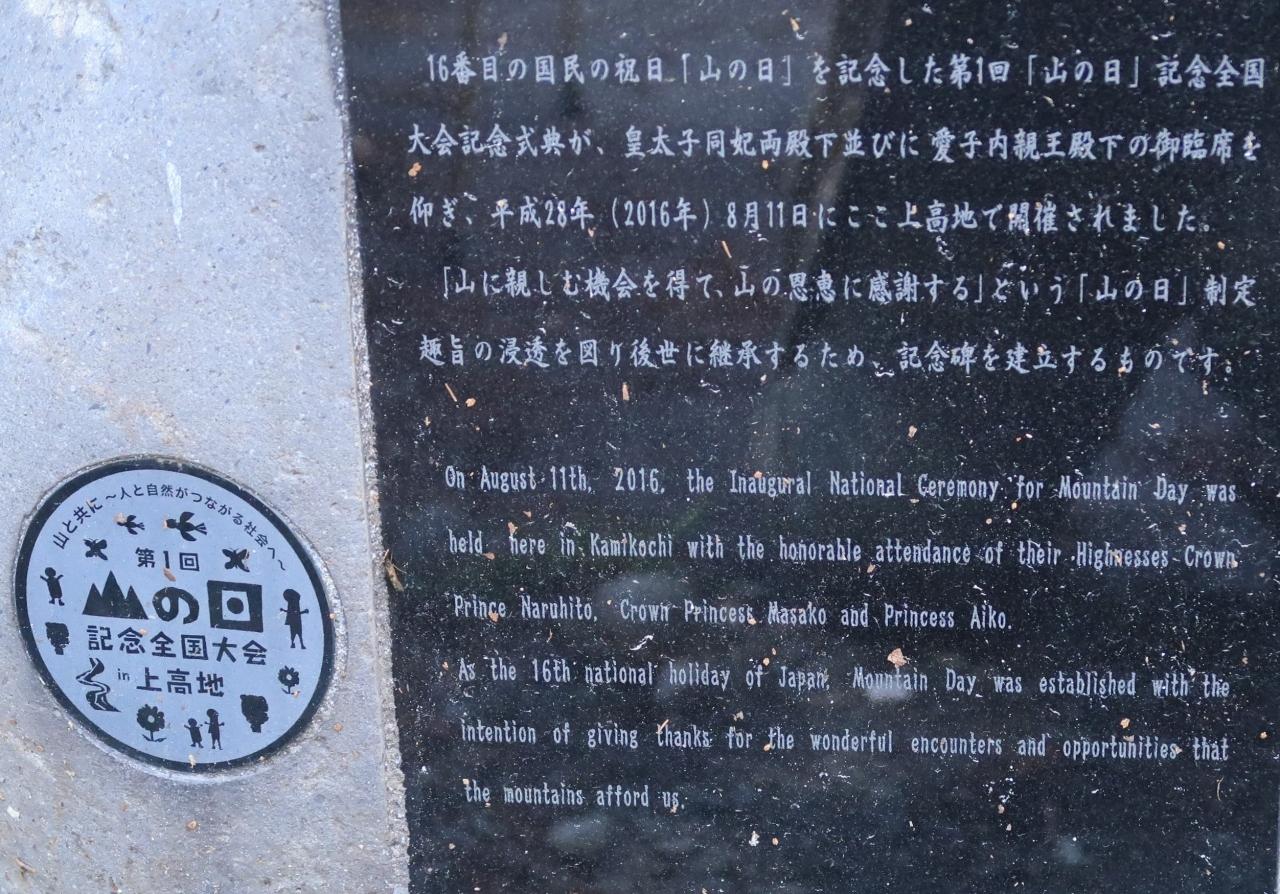 16番目の国民の祝日「山の日」を記念した第1回「山の日」記念全国
大会記念式典が、皇太子同妃両殿下並びに愛子内親王殿下の御臨席を
仰ぎ、平成28年(2016年)8月11日にここ上高地で開催されました。
「山に親しむ機会を得て、山の恩恵に感謝する」という「山の日」制定
趣旨の浸透を図り後世に継承するため、記念碑を建立するものです。
On August 11th, 2016, the Inaugural National Ceremony for Mountain Day was
held here in Kamikochi with the honorable attendance of their Highnesses Crown
Prince Naruhito, Crown Princess Masako and Princess Aiko.
As the 16th national holiday of Japan, Mountain Day was established with the
intention of giving thanks for the wonderful encounters and opportunities that
the mountains afford us.
山と共に～人と自然がつながる社会へ～
第1回
山の日
記念全国大会
in 上高地